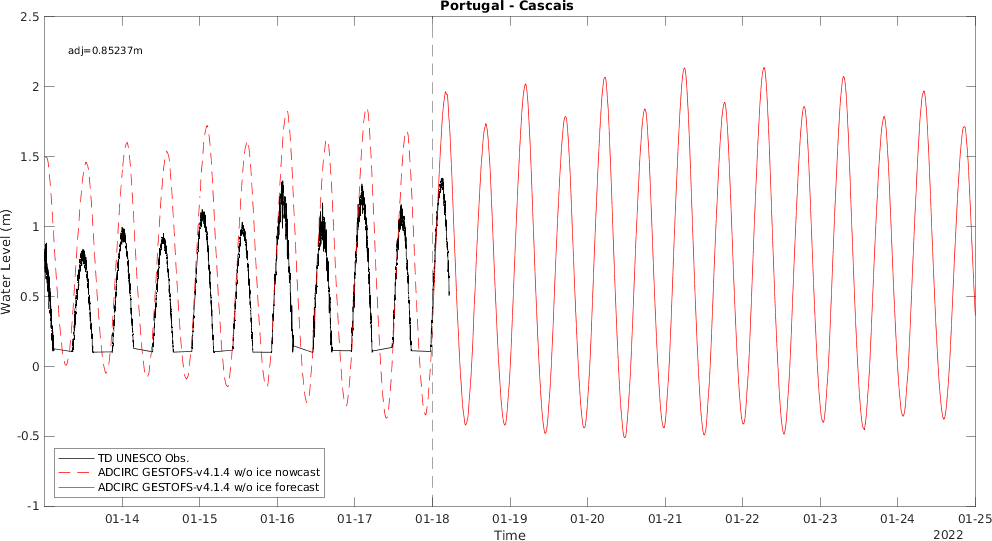 Portugal - Cascais
adj=0.85237m
2.5
2
1.5
1
0.5
0
-0.5
-1
Water Level (m)
TD UNESCO Obs.
ADCIRC GESTOFS-v4.1.4 w/o ice nowcast
ADCIRC GESTOFS-v4.1.4 w/o ice forecast
01-14 01-15 01-16 01-17 01-18 01-19 01-20 01-21 01-22 01-23 01-24 01-25
Time
2022